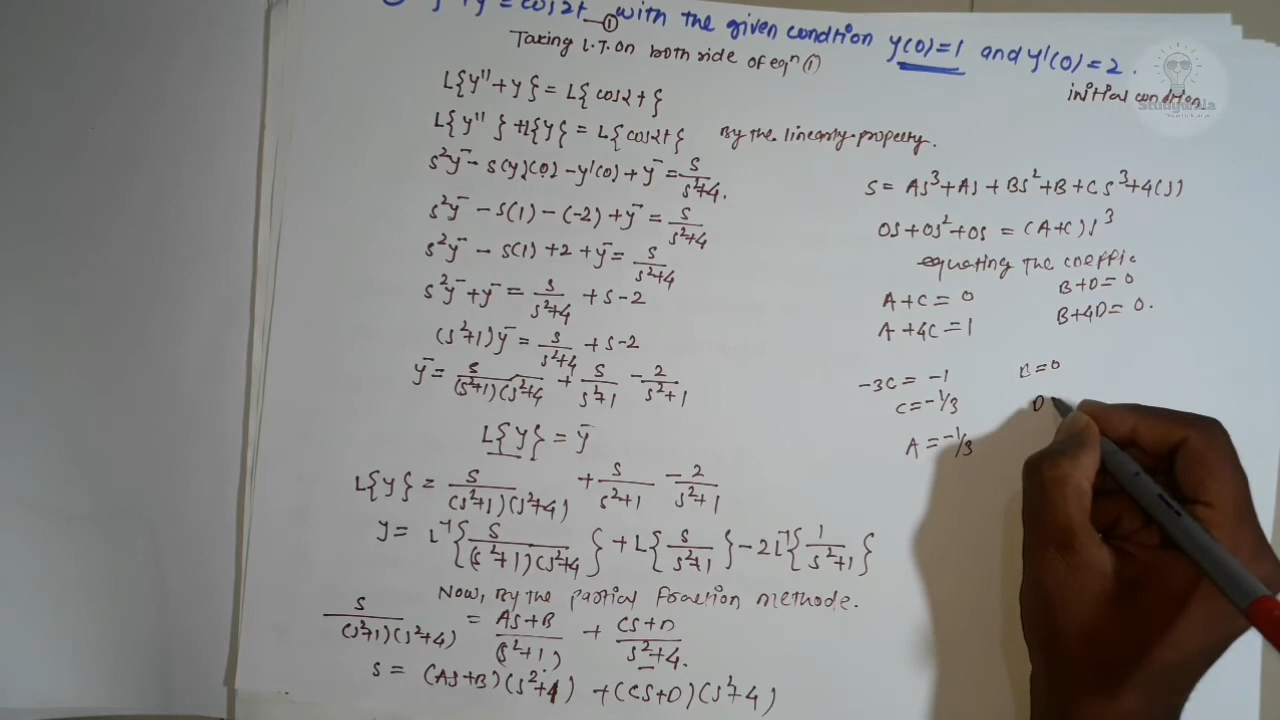 y = cos2t —① with the given condtion y(0)=1 and y'(0)=2.
initial condition
Taking L.T. on both side of eqⁿ ①
L{y''+y} = L{cos2t}
L{y''} + L{y} = L{cos2t} By the linearly property.
s²ȳ - s(y)(0) - y'(0) + ȳ = s/s²+4.
s²ȳ - s(1) - (-2) + ȳ = s/s²+4
s²ȳ - s(1) + 2 + ȳ = s/s²+4
s²ȳ + ȳ = s/s²+4 + s-2
(s²+1)ȳ = s/s²+4 + s-2
ȳ = s/(s²+1)(s²+4 + s/s²+1 - 2/s²+1
L{y} = ȳ
L{y} = s/(s²+1)(s²+4) + s/s²+1 - 2/s²+1
y = L⁻¹{s/(s²+1)(s²+4} + L{s/s²+1} - 2L⁻¹{1/s²+1}
Now, By the partial Fraction methode.
s/(s²+1)(s²+4) = As+B/(s²+1) + Cs+D/s²+4.
s = (As+B)(s²+1) + (Cs+D)(s²+4)
s = As³+As+Bs²+B+Cs³+4(s)
0s+0s²+0s = (A+C)s³
equating the coeffic
A+C = 0
B+D = 0
A+4C = 1
B+4D = 0.
-3C = -1
B=0
C = -1/3
D
A = -1/3